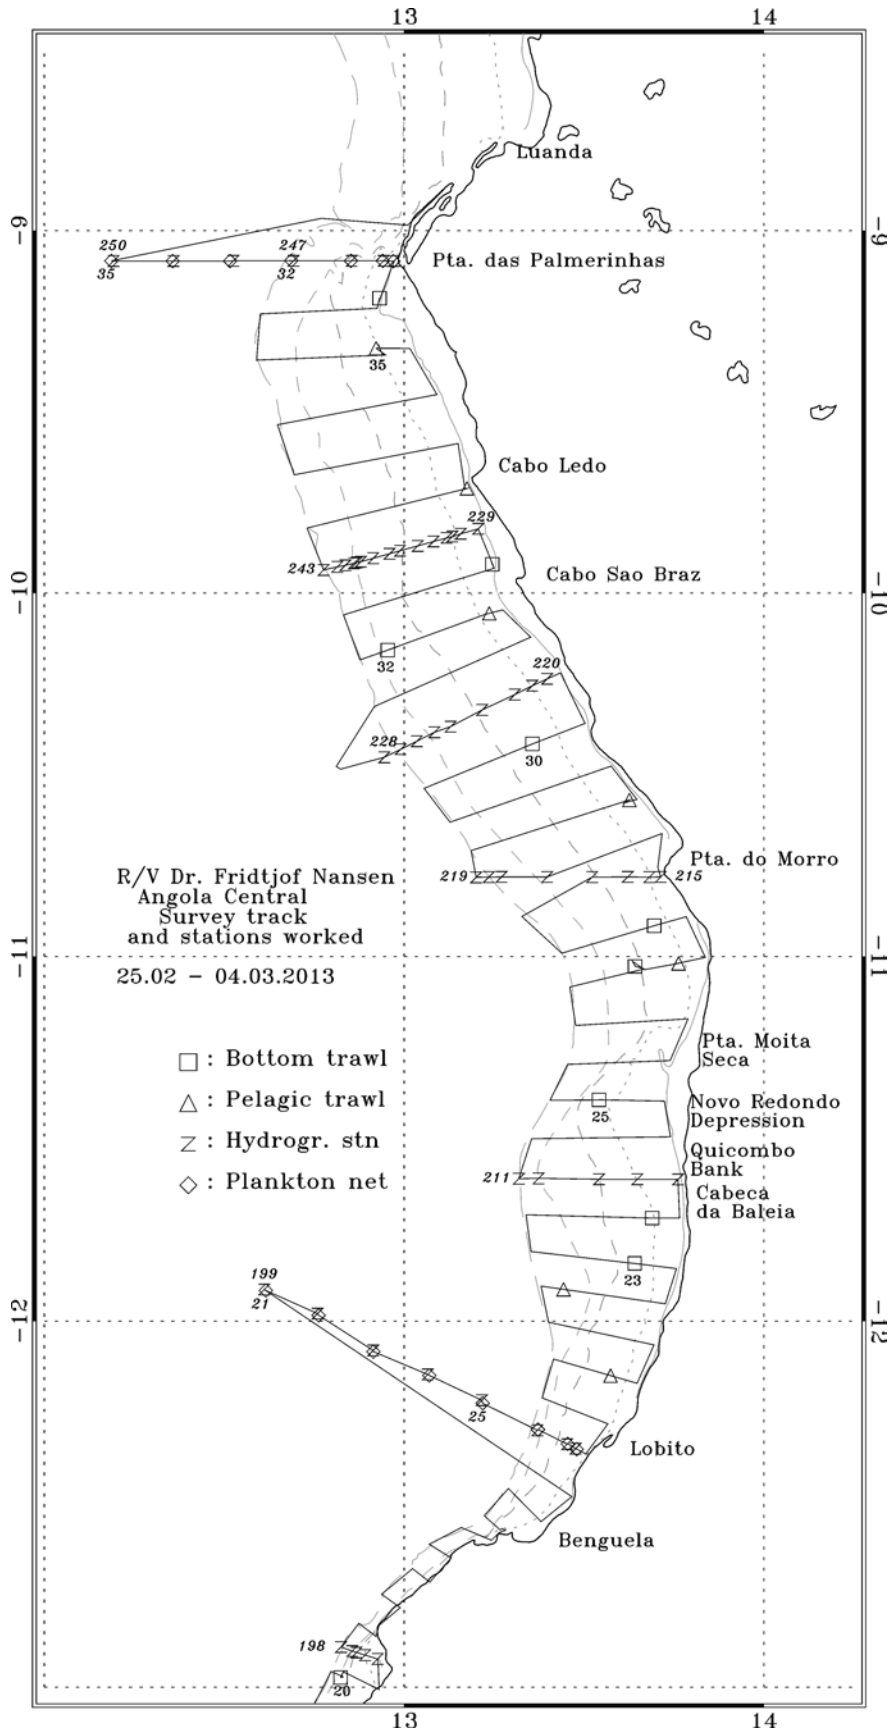 13 14
Luanda
-9 -9
250 247
35 32
Pta. das Palmerinhas
35
Cabo Ledo
229
243
Cabo Sao Braz
-10 -10
32
220
228
30
R/V Dr. Fridtjof Nansen
Angola Central
Survey track
and stations worked
25.02 - 04.03.2013
Pta. do Morro
219 215
-11 -11
Pta. Moita
Seca
□ : Bottom trawl
△ : Pelagic trawl
Z : Hydrogr. stn
◇ : Plankton net
25
Novo Redondo
Depression
Quicombo
Bank
211
Cabeca
da Baleia
23
199
21
-12 -12
25
Lobito
Benguela
198
20
13 14